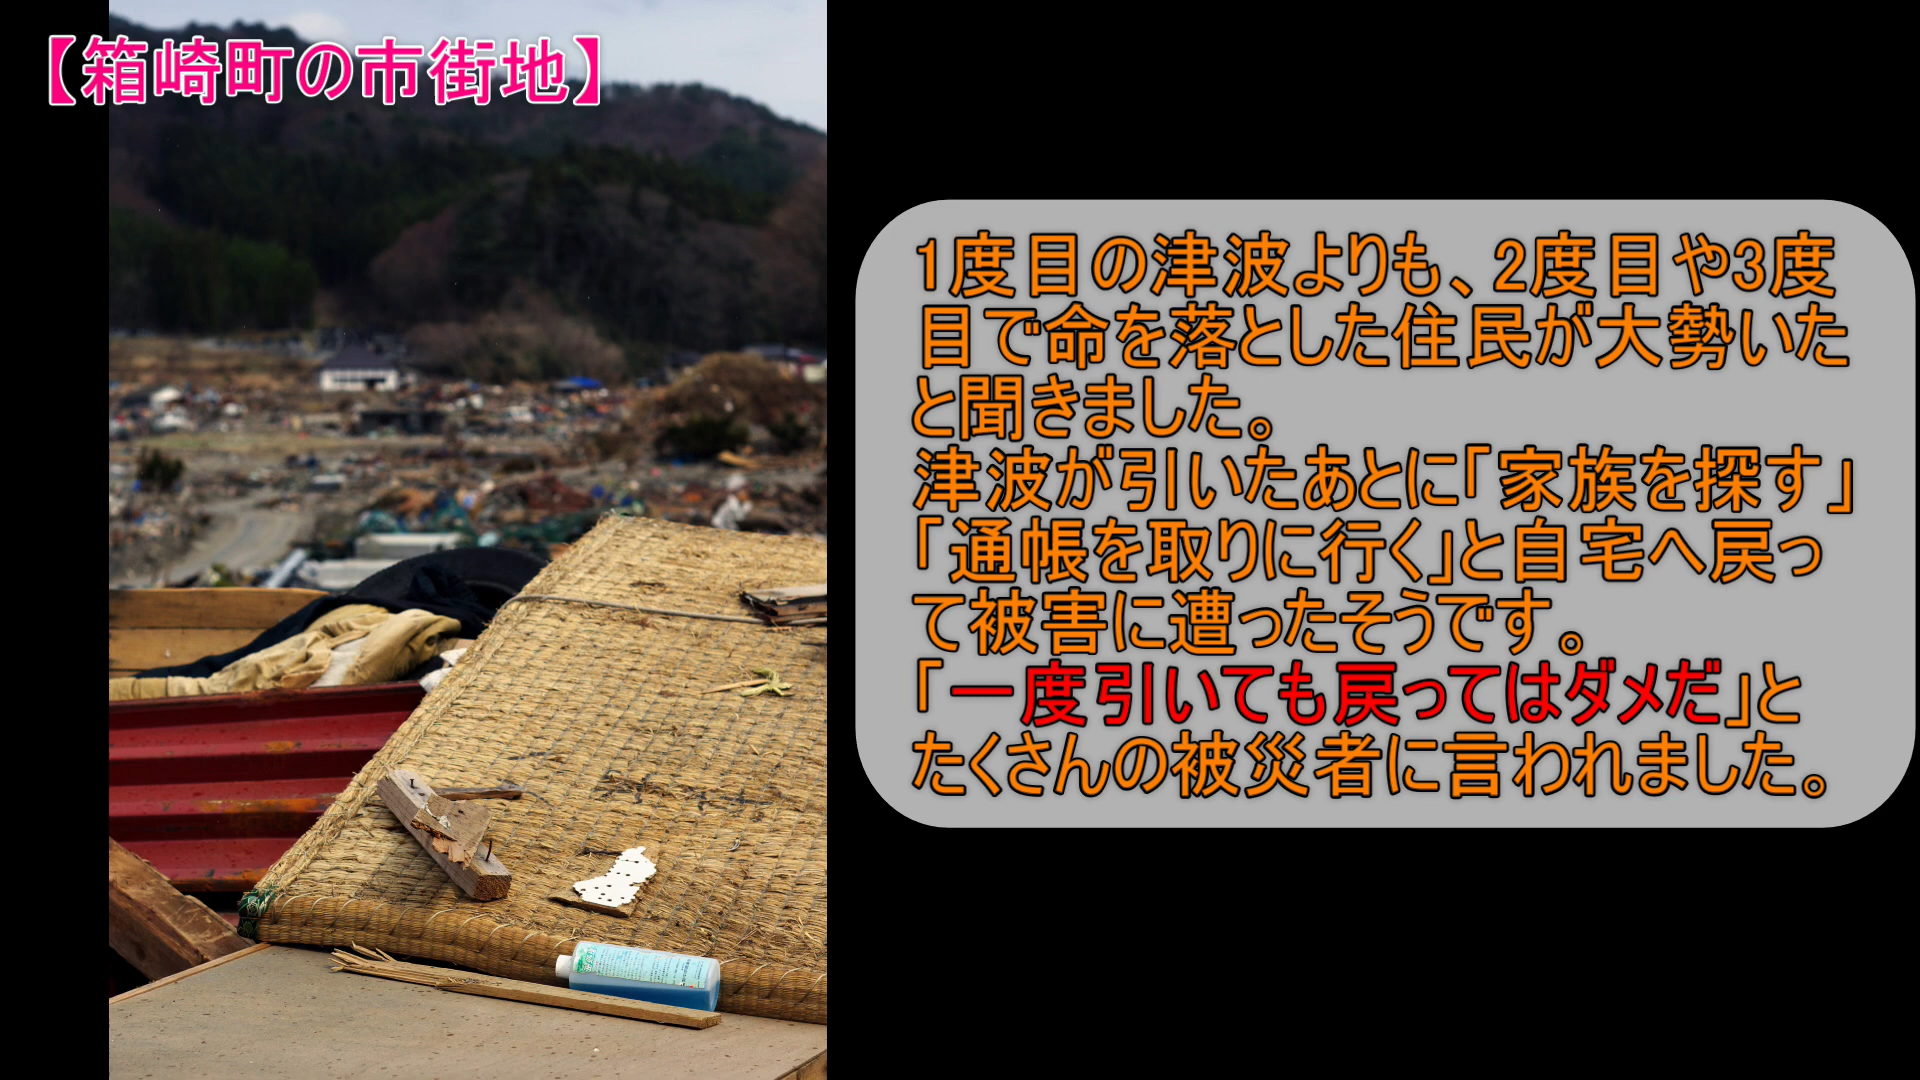 【箱崎町の市街地】
1度目の津波よりも、2度目や3度
目で命を落とした住民が大勢いた
と聞きました。
津波が引いたあとに「家族を探す」
「通帳を取りに行く」と自宅へ戻っ
て被害に遭ったそうです。
「一度引いても戻ってはダメだ」と
たくさんの被災者に言われました。